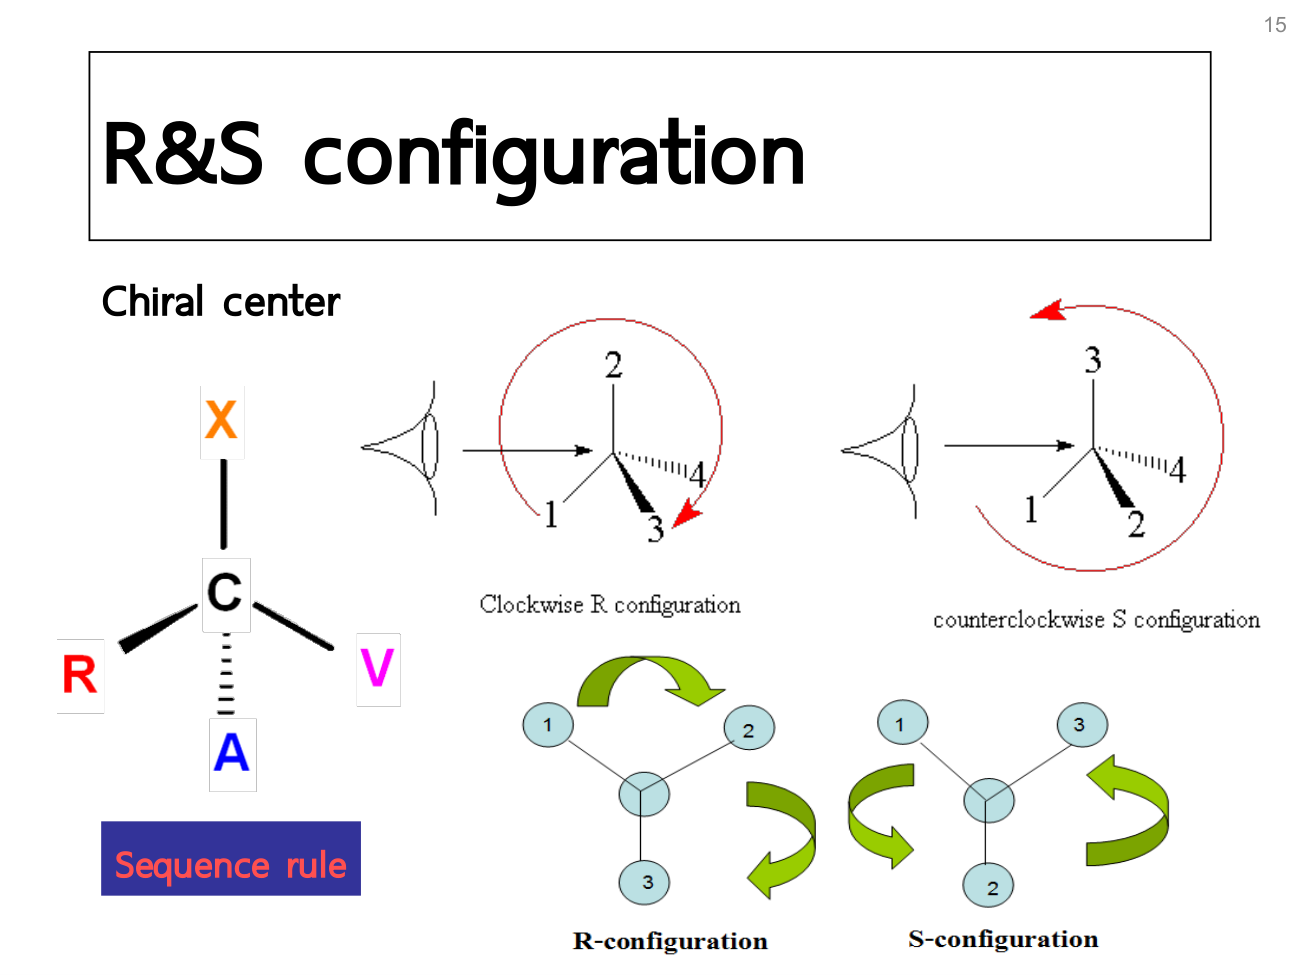 15
R&S configuration
Chiral center
X
C
R
V
A
Sequence rule
2
1
4
3
Clockwise R configuration
3
1
4
2
counterclockwise S configuration
1
2
3
R-configuration
1
3
2
S-configuration